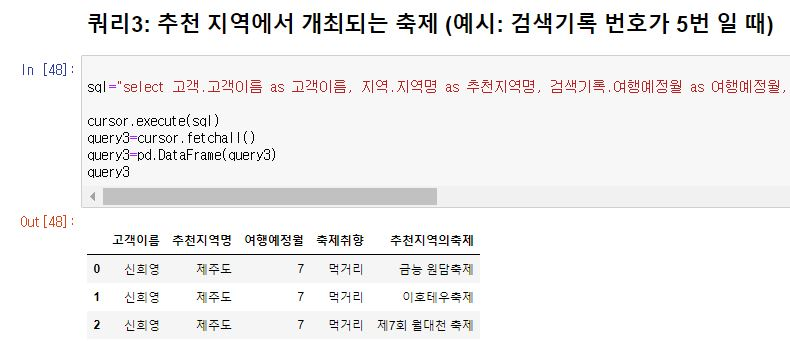 쿼리3: 추천 지역에서 개최되는 축제 (예시: 검색기록 번호가 5번 일 때)
In [48]:
sql="select 고객.고객이름 as 고객이름, 지역.지역명 as 추천지역명, 검색기록.여행예정월 as 여행예정월,
cursor.execute(sql)
query3=cursor.fetchall()
query3=pd.DataFrame(query3)
query3
Out[48]:
고객이름 추천지역명 여행예정월 축제취향 추천지역의축제
0 신희영 제주도 7 먹거리 금능 원담축제
1 신희영 제주도 7 먹거리 이호테우축제
2 신희영 제주도 7 먹거리 제7회 월대천 축제